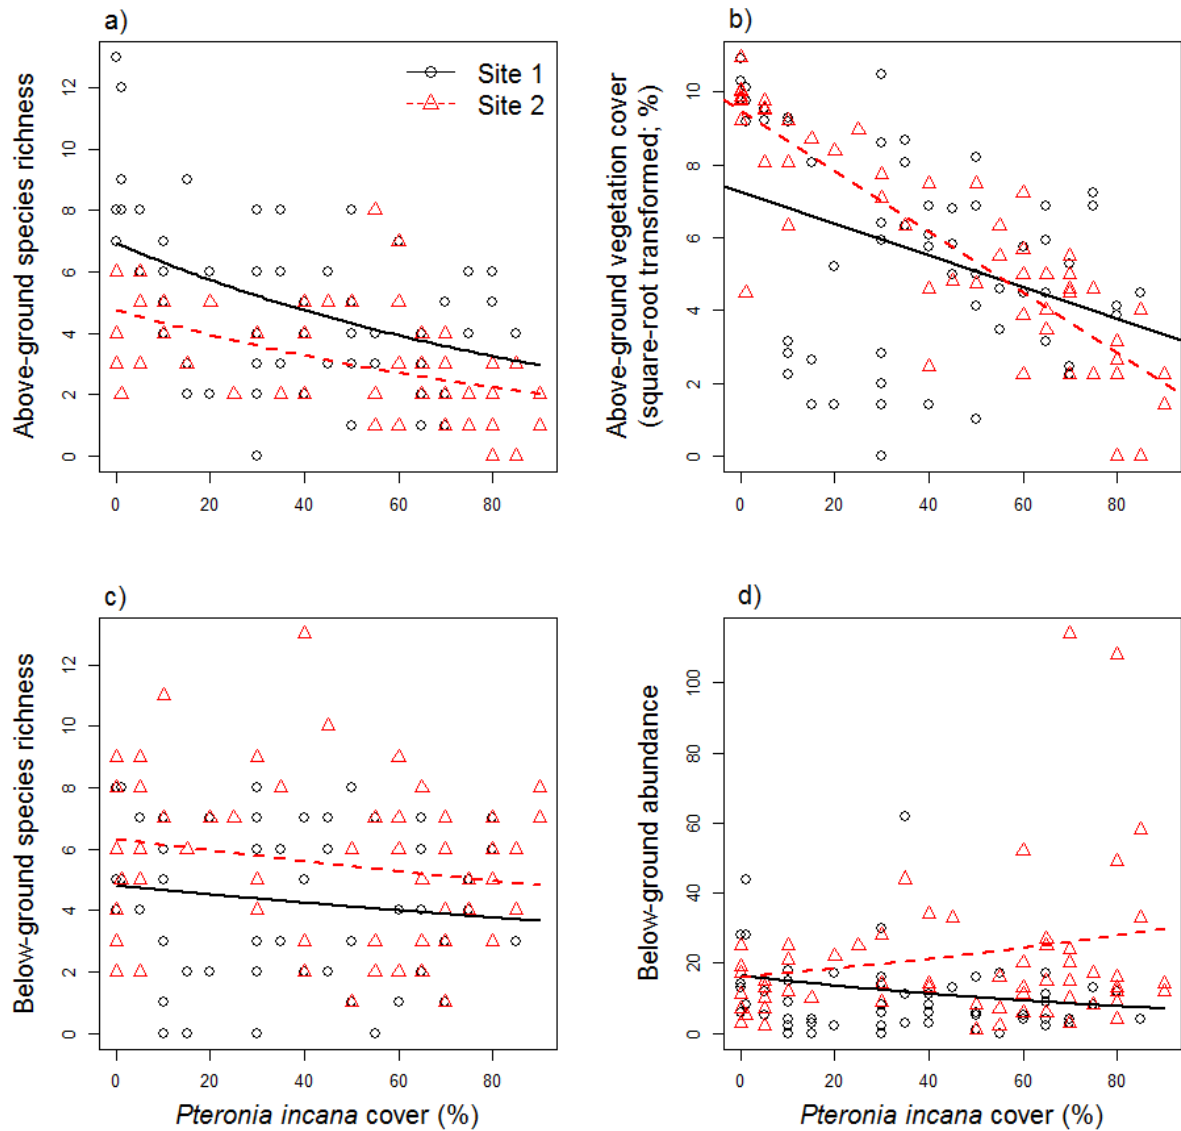 a)
Above-ground species richness
0 2 4 6 8 10 12
Site 1
Site 2
0 20 40 60 80
b)
Above-ground vegetation cover
(square-root transformed; %)
0 2 4 6 8 10
0 20 40 60 80
c)
Below-ground species richness
0 2 4 6 8 10 12
0 20 40 60 80
Pteronia incana cover (%)
d)
Below-ground abundance
0 20 40 60 80 100
0 20 40 60 80
Pteronia incana cover (%)